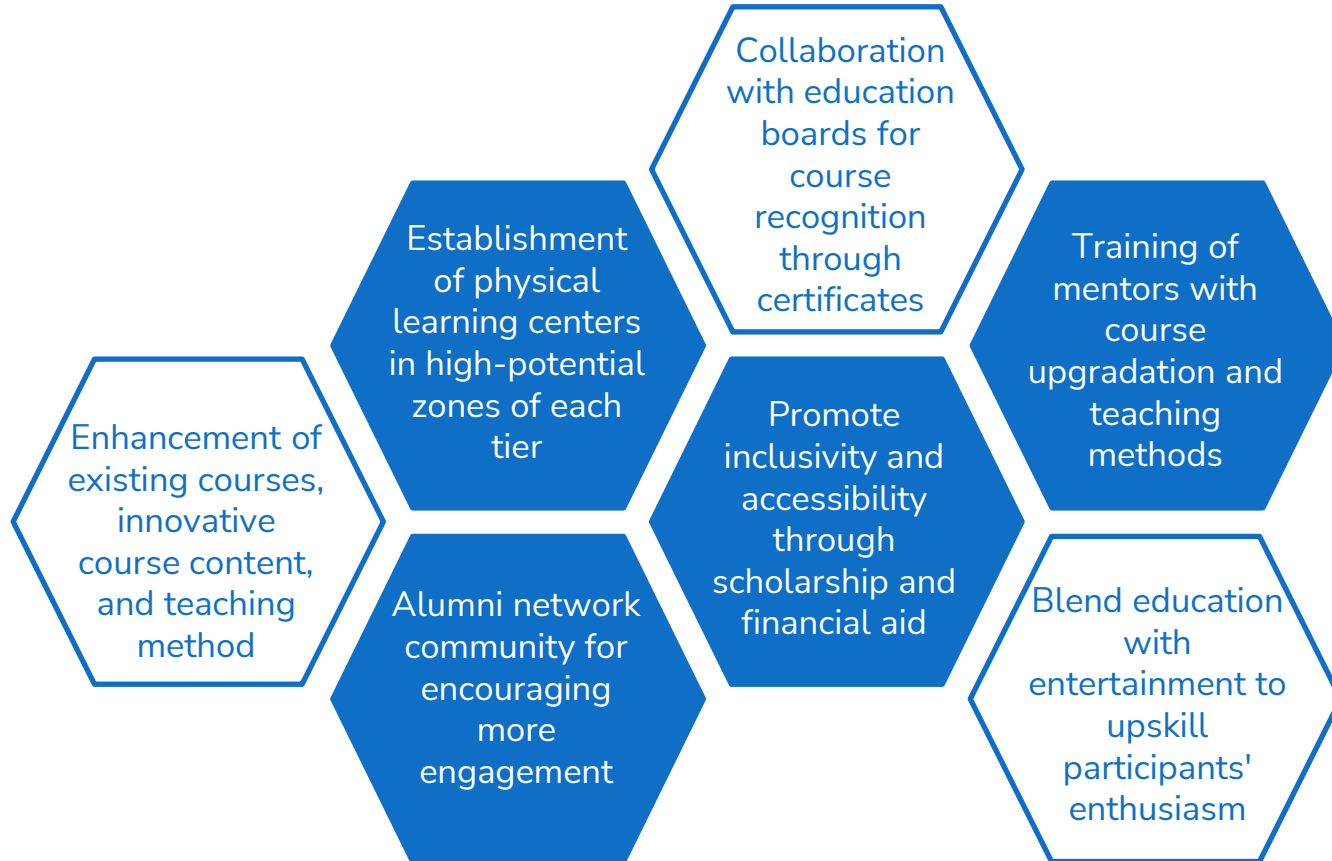 Collaboration
with education
boards for
course
recognition
through
certificates
Establishment
of physical
learning centers
in high-potential
zones of each
tier
Training of
mentors with
course
upgradation and
teaching
methods
Enhancement of
existing courses,
innovative
course content,
and teaching
method
Promote
inclusivity and
accessibility
through
scholarship and
financial aid
Alumni network
community for
encouraging
more
engagement
Blend education
with
entertainment to
upskill
participants'
enthusiasm